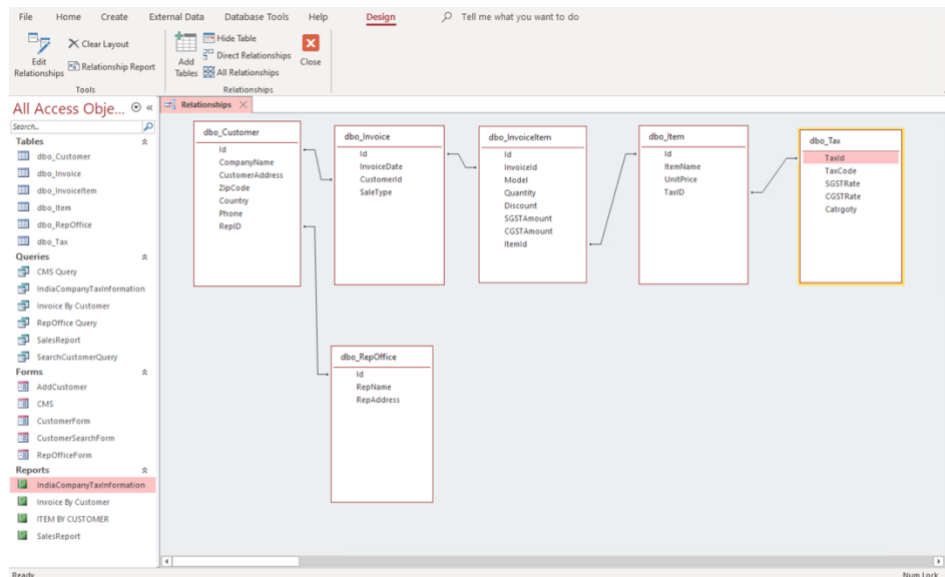 File Home Create External Data Database Tools Help Design Tell me what you want to do
Edit Relationships
Clear Layout
Relationship Report
Tools
Add Tables
Hide Table
Direct Relationships
All Relationships
Close
Relationships
All Access Obje...
Search...
Tables
dbo_Customer
dbo_Invoice
dbo_InvoiceItem
dbo_Item
dbo_RepOffice
dbo_Tax
Queries
CMS Query
IndiaCompanyTaxInformation
Invoice By Customer
RepOffice Query
SalesReport
SearchCustomerQuery
Forms
AddCustomer
CMS
CustomerForm
CustomerSearchForm
RepOfficeForm
Reports
IndiaCompanyTaxInformation
Invoice By Customer
ITEM BY CUSTOMER
SalesReport
Relationships
dbo_Customer
Id
CompanyName
CustomerAddress
ZipCode
Country
Phone
RepID
dbo_Invoice
Id
InvoiceDate
CustomerId
SaleType
dbo_InvoiceItem
Id
InvoiceId
Model
Quantity
Discount
SGSTAmount
CGSTAmount
ItemId
dbo_Item
Id
ItemName
UnitPrice
TaxID
dbo_Tax
TaxId
TaxCode
SGSTRate
CGSTRate
Catrgoty
dbo_RepOffice
Id
RepName
RepAddress
Ready
Num Lock